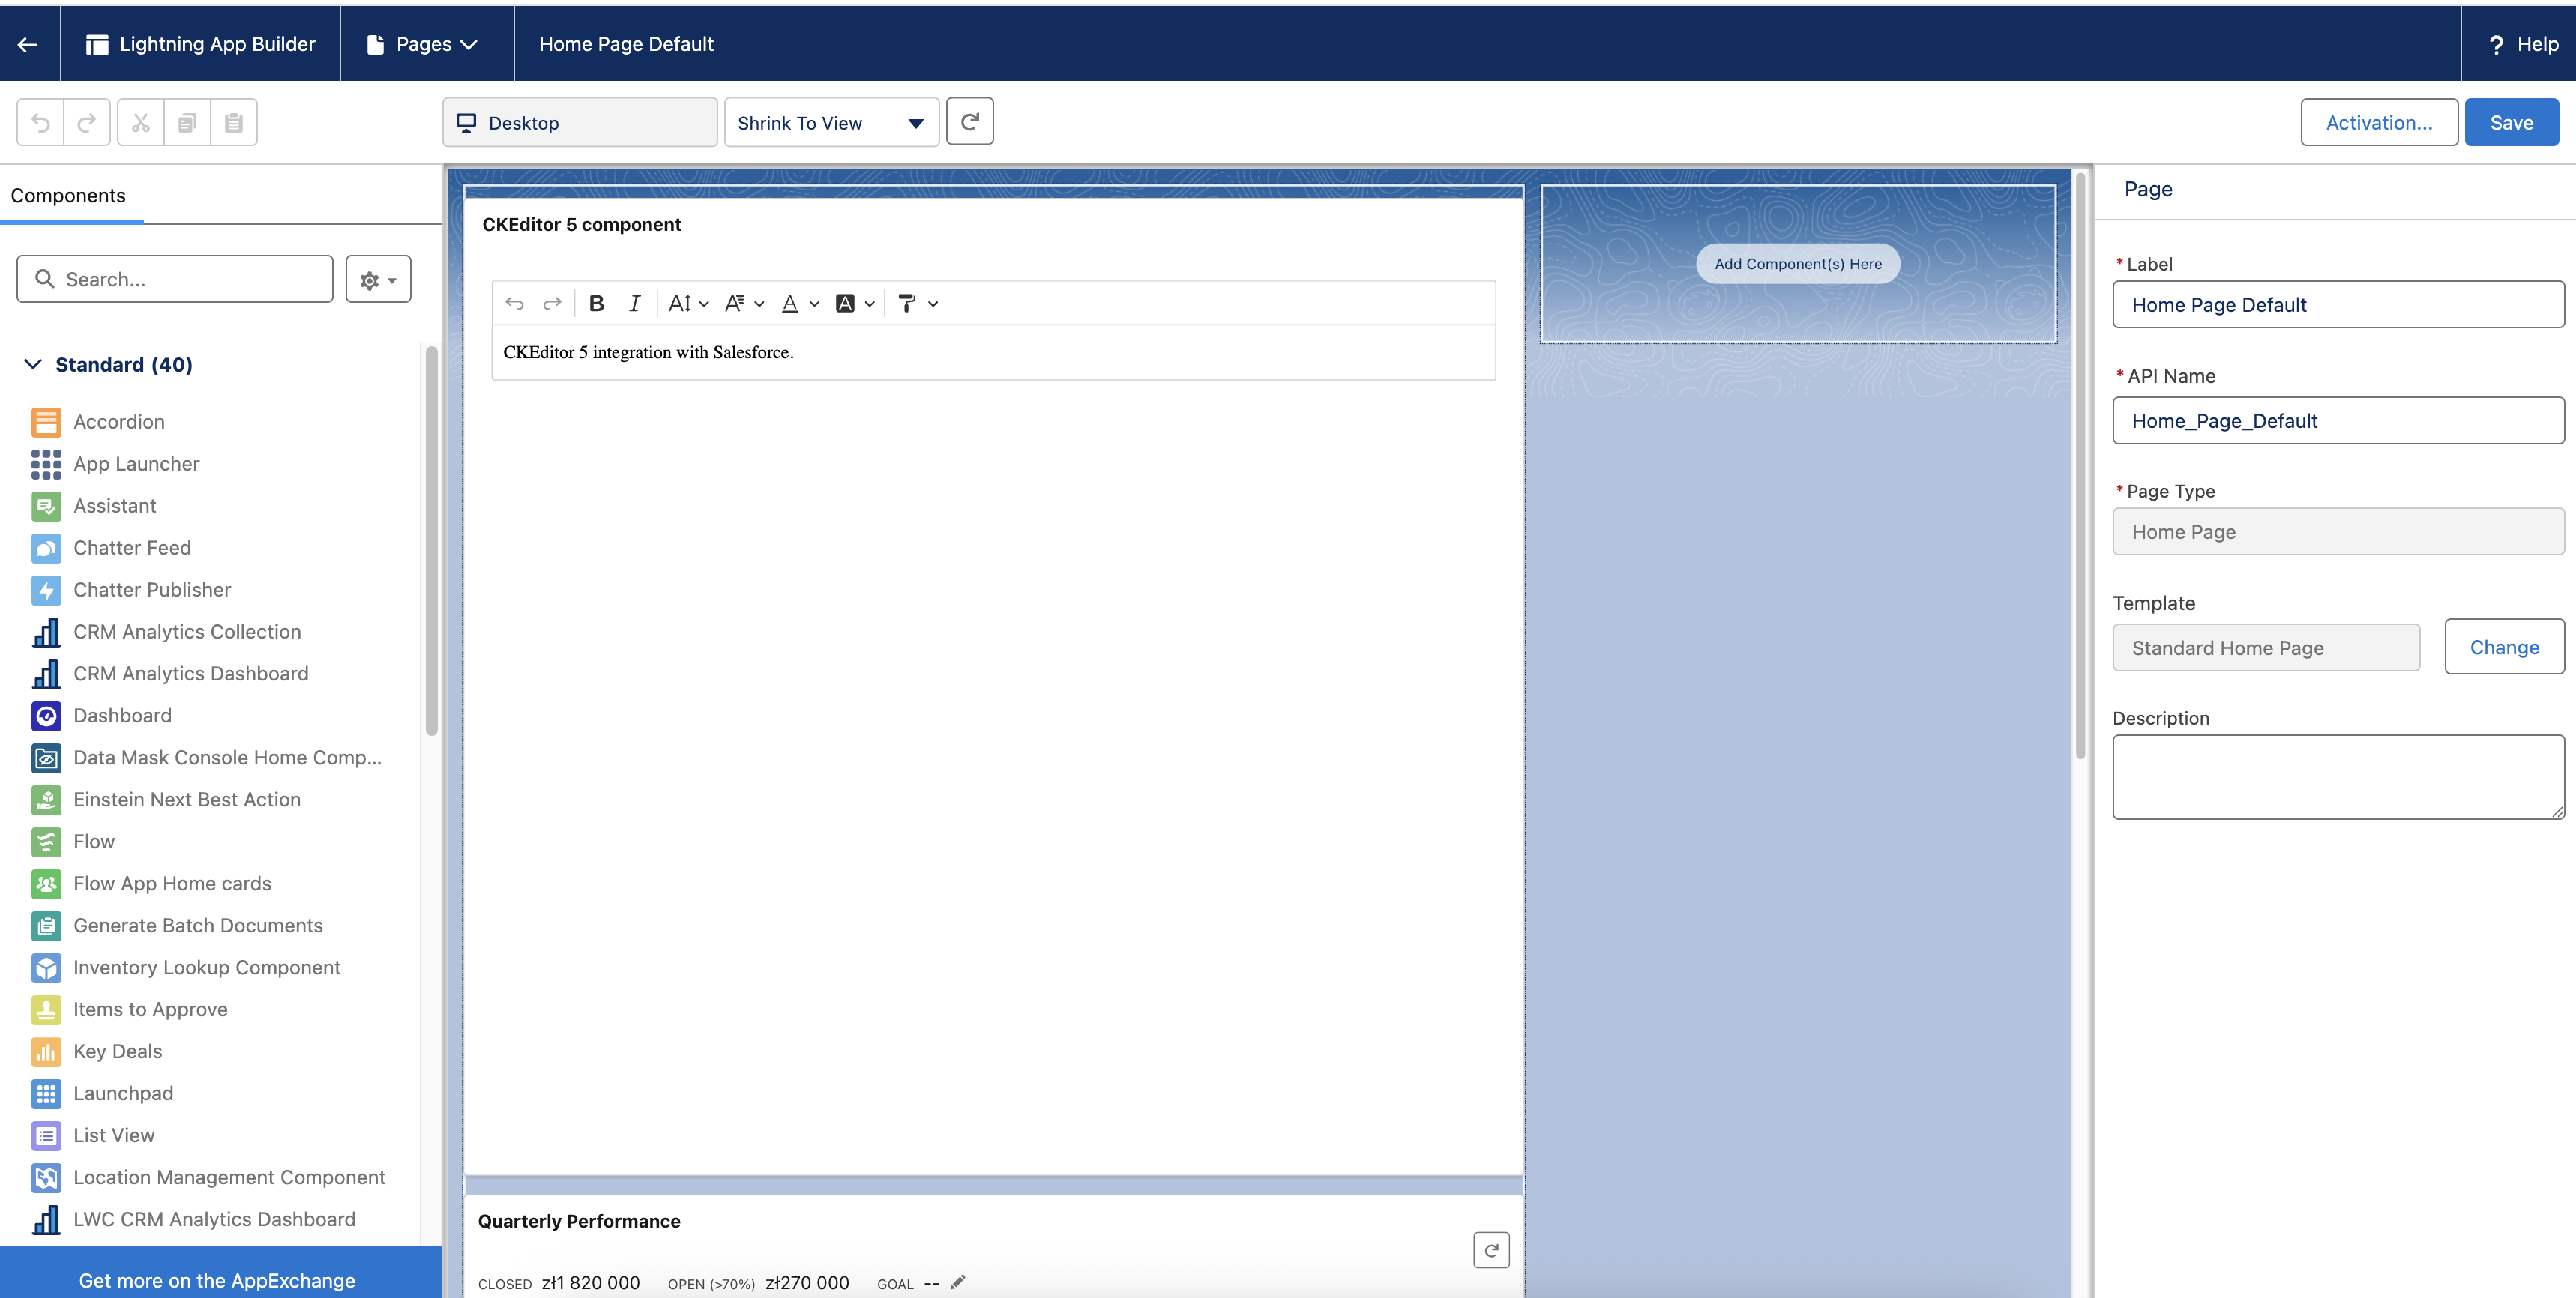 Lightning App Builder
Pages
Home Page Default
? Help
Desktop
Shrink To View
Activation...
Save
Components
Search...
Standard (40)
Accordion
App Launcher
Assistant
Chatter Feed
Chatter Publisher
CRM Analytics Collection
CRM Analytics Dashboard
Dashboard
Data Mask Console Home Comp...
Einstein Next Best Action
Flow
Flow App Home cards
Generate Batch Documents
Inventory Lookup Component
Items to Approve
Key Deals
Launchpad
List View
Location Management Component
LWC CRM Analytics Dashboard
Get more on the AppExchange
CKEditor 5 component
CKEditor 5 integration with Salesforce.
Quarterly Performance
CLOSED zł1 820 000 OPEN (>70%) zł270 000 GOAL --
Add Component(s) Here
Page
*Label
Home Page Default
*API Name
Home_Page_Default
*Page Type
Home Page
Template
Standard Home Page
Change
Description